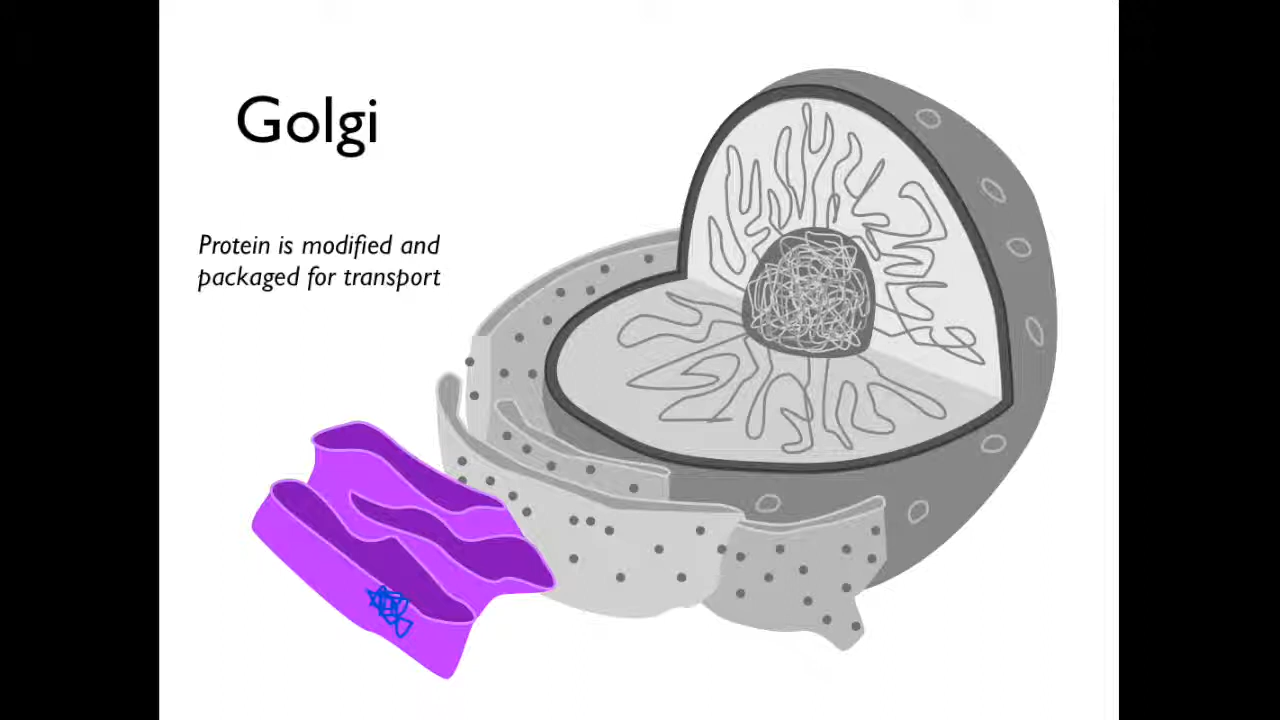 Golgi
Protein is modified and
packaged for transport